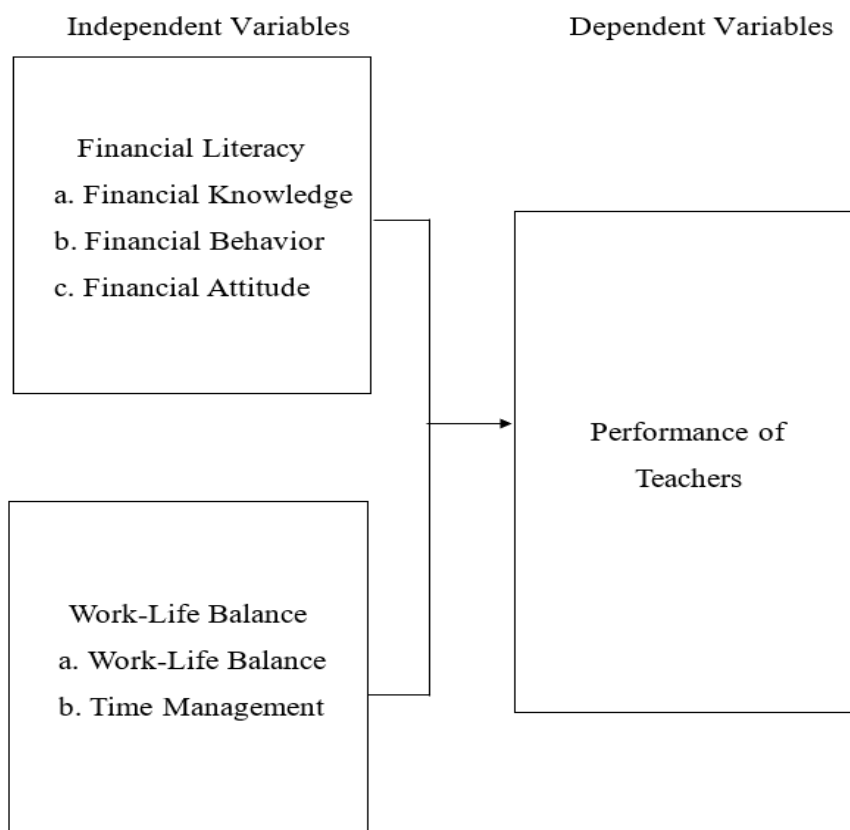 Independent Variables
Dependent Variables
Financial Literacy
a. Financial Knowledge
b. Financial Behavior
c. Financial Attitude
Work-Life Balance
a. Work-Life Balance
b. Time Management
Performance of
Teachers